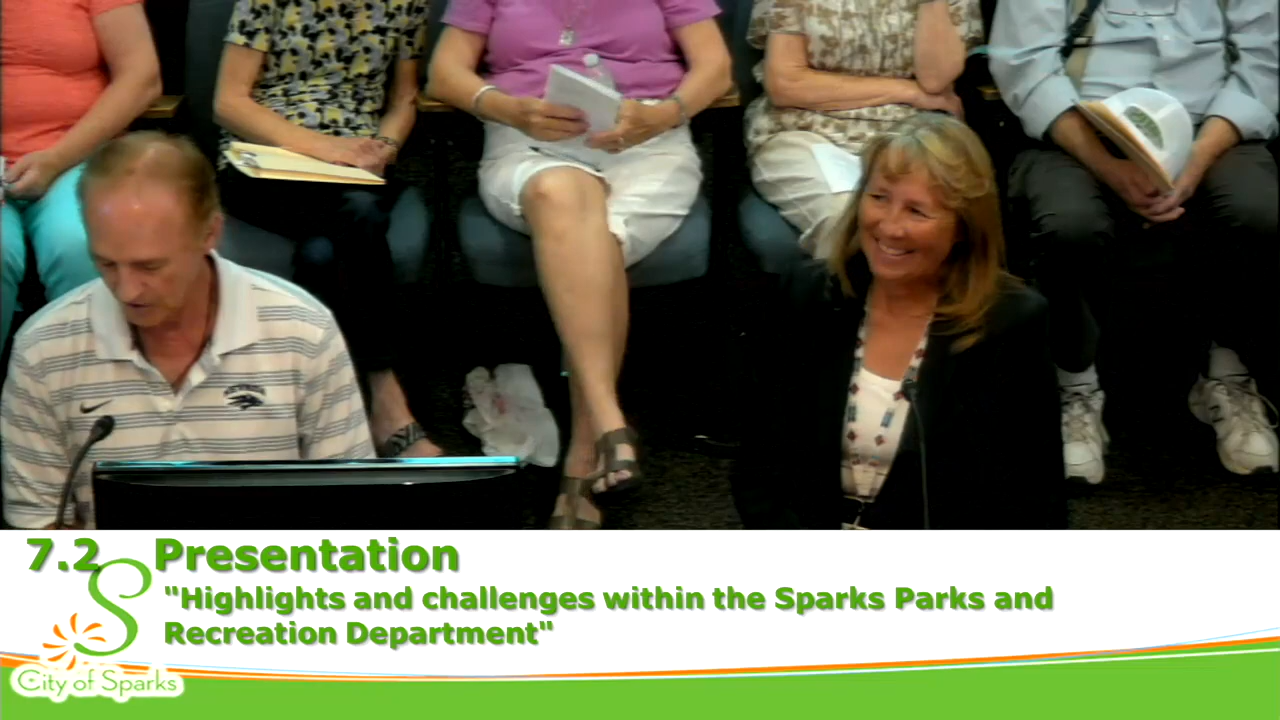 7.2 Presentation
"Highlights and challenges within the Sparks Parks and
Recreation Department"
City of Sparks